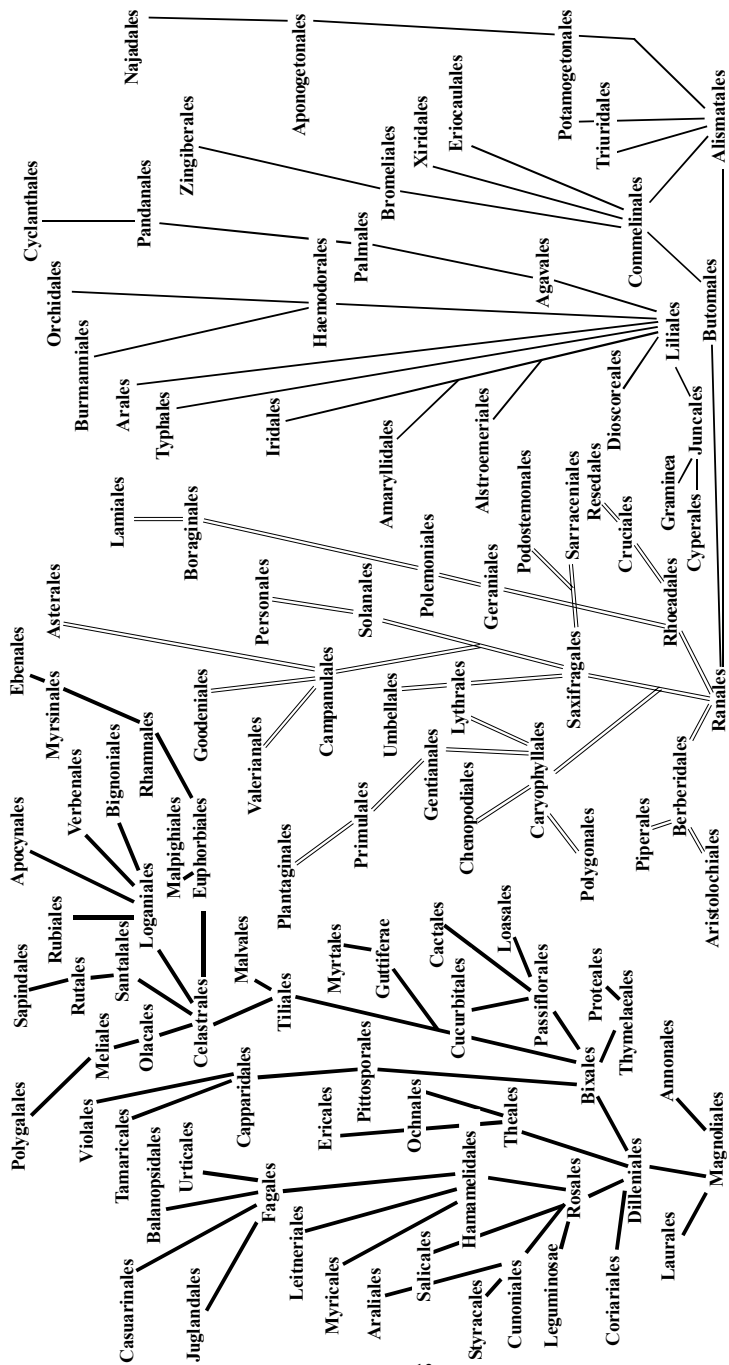 Cyclanthales
Najadales
Pandanales
Orchidales
Zingiberales
Burmanniales
Aponogetonales
Arales
Bromeliales
Typhales
Haemodorales
Palmales
Xiridales
Iridales
Eriocaulales
Potamogetonales
Amaryllidales
Agavales
Triuridales
Alstroemeriales
Commelinales
Alismatales
Dioscoreales
Liliales
Butomales
Lamiales
Boraginales
Podostemonales
Sarraceniales
Resedales
Graminea
Juncales
Cruciales
Cyperales
Asterales
Personales
Polemoniales
Solanales
Geraniales
Rhoeadales
Ebenales
Myrsinales
Goodeniales
Campanulales
Umbellales
Lythrales
Saxifragales
Ranales
Verbenales
Bignoniales
Rhamnales
Valerianales
Gentianales
Apocynales
Malpighiales
Primulales
Chenopodiales
Caryophyllales
Berberidales
Euphorbiales
Plantaginales
Piperales
Rubiales
Loganiales
Polygonales
Aristolochiales
Sapindales
Rutales
Santalales
Malvales
Myrtales
Cactales
Loasales
Meliales
Olacales
Celastrales
Tiliales
Guttiferae
Cucurbitales
Passiflorales
Proteales
Thymelaeales
Polygalales
Violales
Tamaricales
Capparidales
Pittosporales
Bixales
Annonales
Balanopsidales
Urticales
Ericales
Ochnales
Theales
Magnoliales
Fagales
Hamamelidales
Rosales
Dilleniales
Casuarinales
Juglandales
Leitneriales
Myricales
Araliales
Salicales
Styracales
Cunoniales
Leguminosae
Coriariales
Laurales